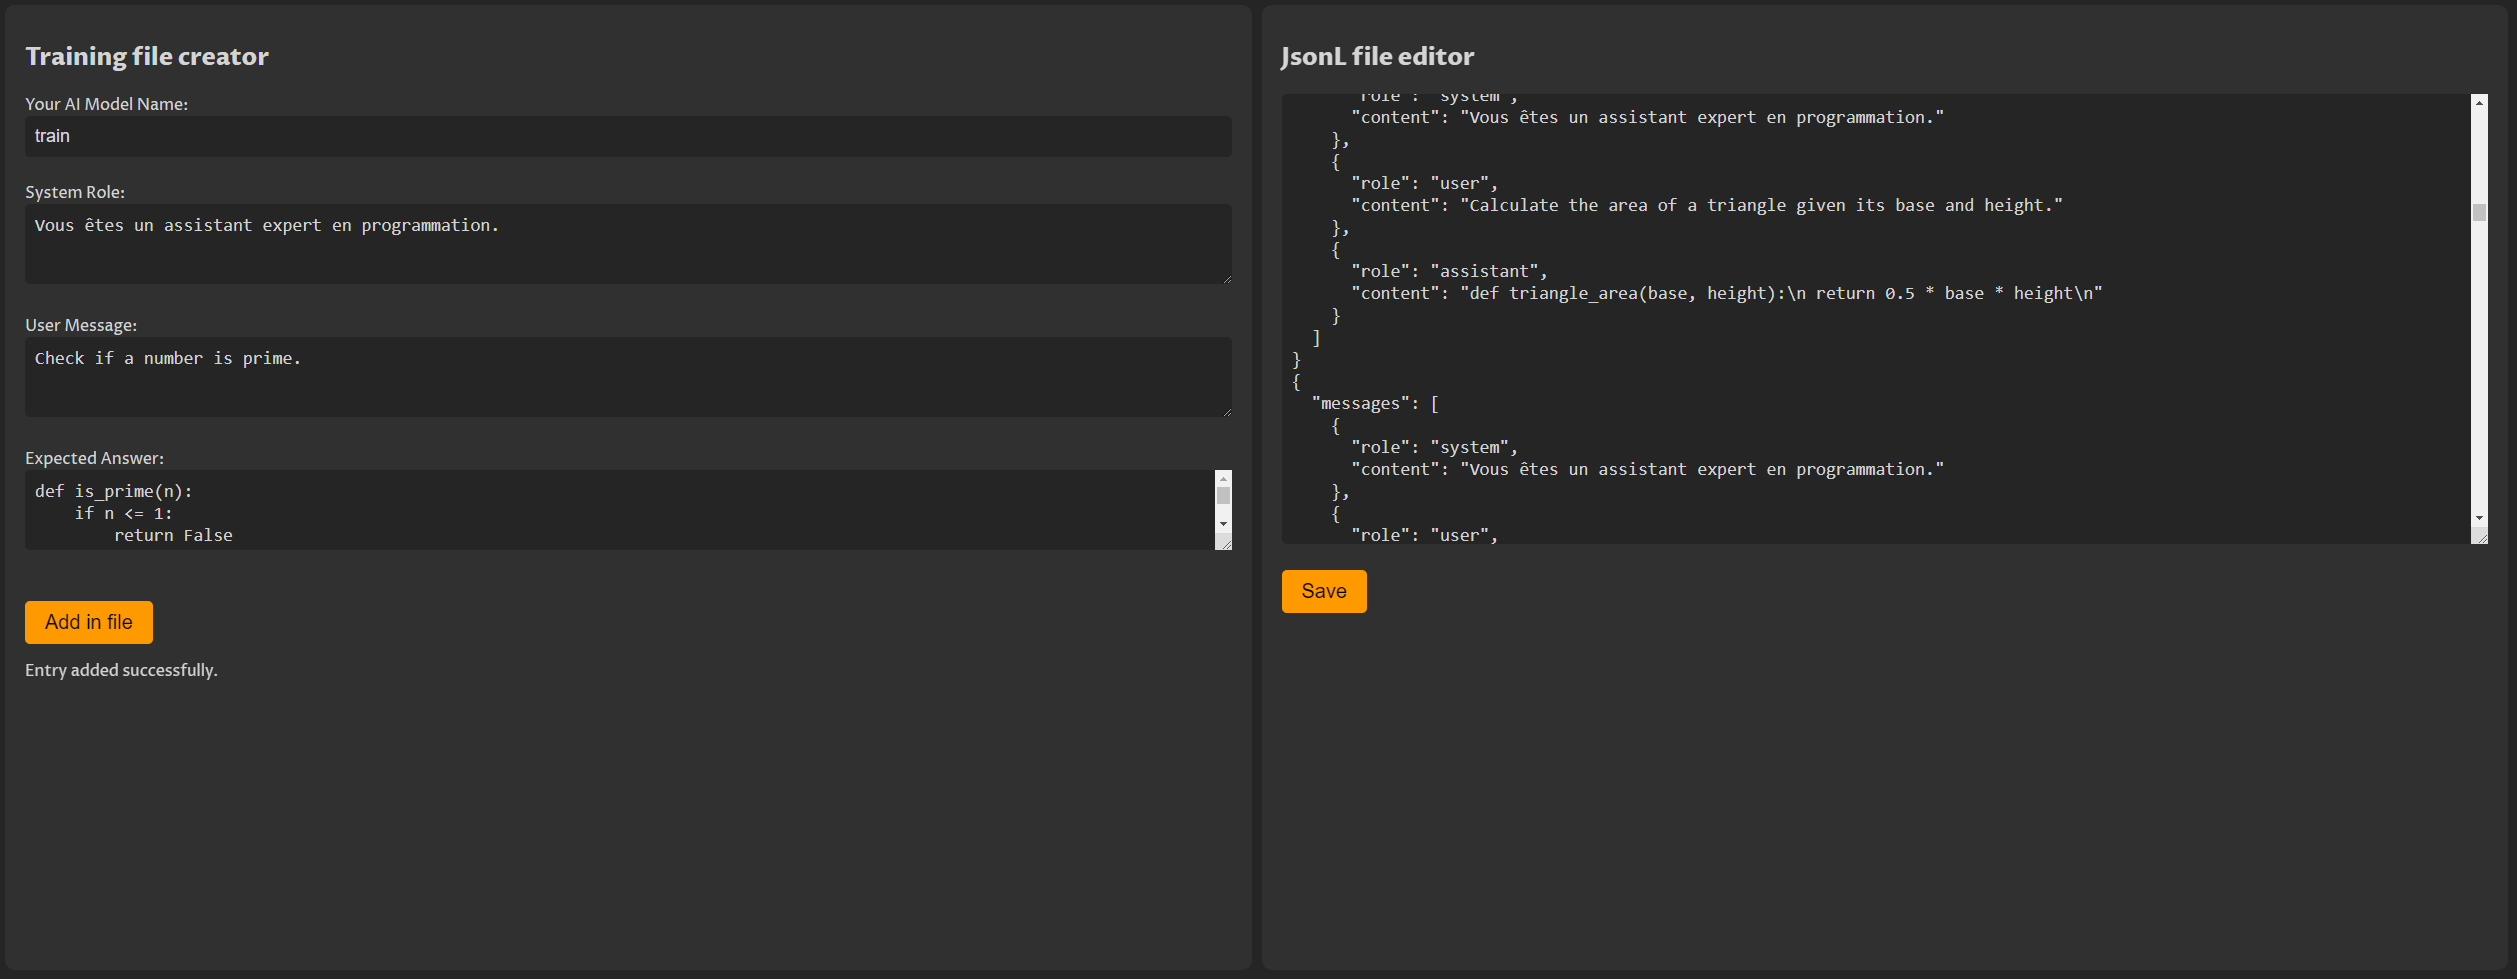 Training file creator
Your AI Model Name:
train
System Role:
Vous êtes un assistant expert en programmation.
User Message:
Check if a number is prime.
Expected Answer:
def is_prime(n):
    if n <= 1:
        return False
Add in file
Entry added successfully.
JsonL file editor
      "role": "system",
      "content": "Vous êtes un assistant expert en programmation."
    },
    {
      "role": "user",
      "content": "Calculate the area of a triangle given its base and height."
    },
    {
      "role": "assistant",
      "content": "def triangle_area(base, height):\n return 0.5 * base * height\n"
    }
  ]
}
{
  "messages": [
    {
      "role": "system",
      "content": "Vous êtes un assistant expert en programmation."
    },
    {
      "role": "user",
Save